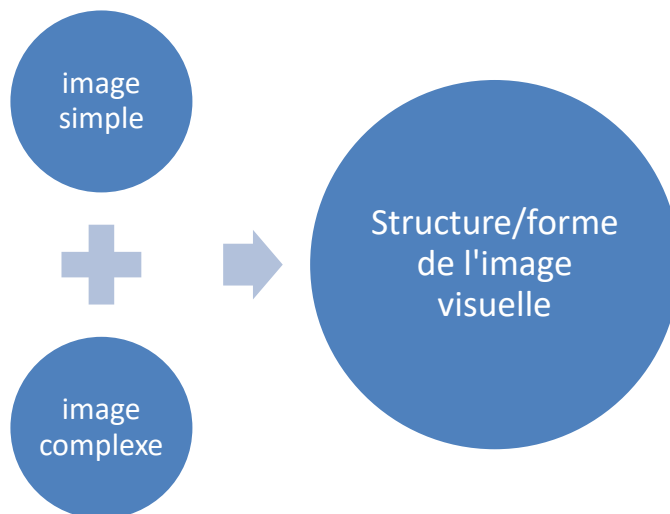 image
simple
Structure/forme
de l'image
visuelle
image
complexe